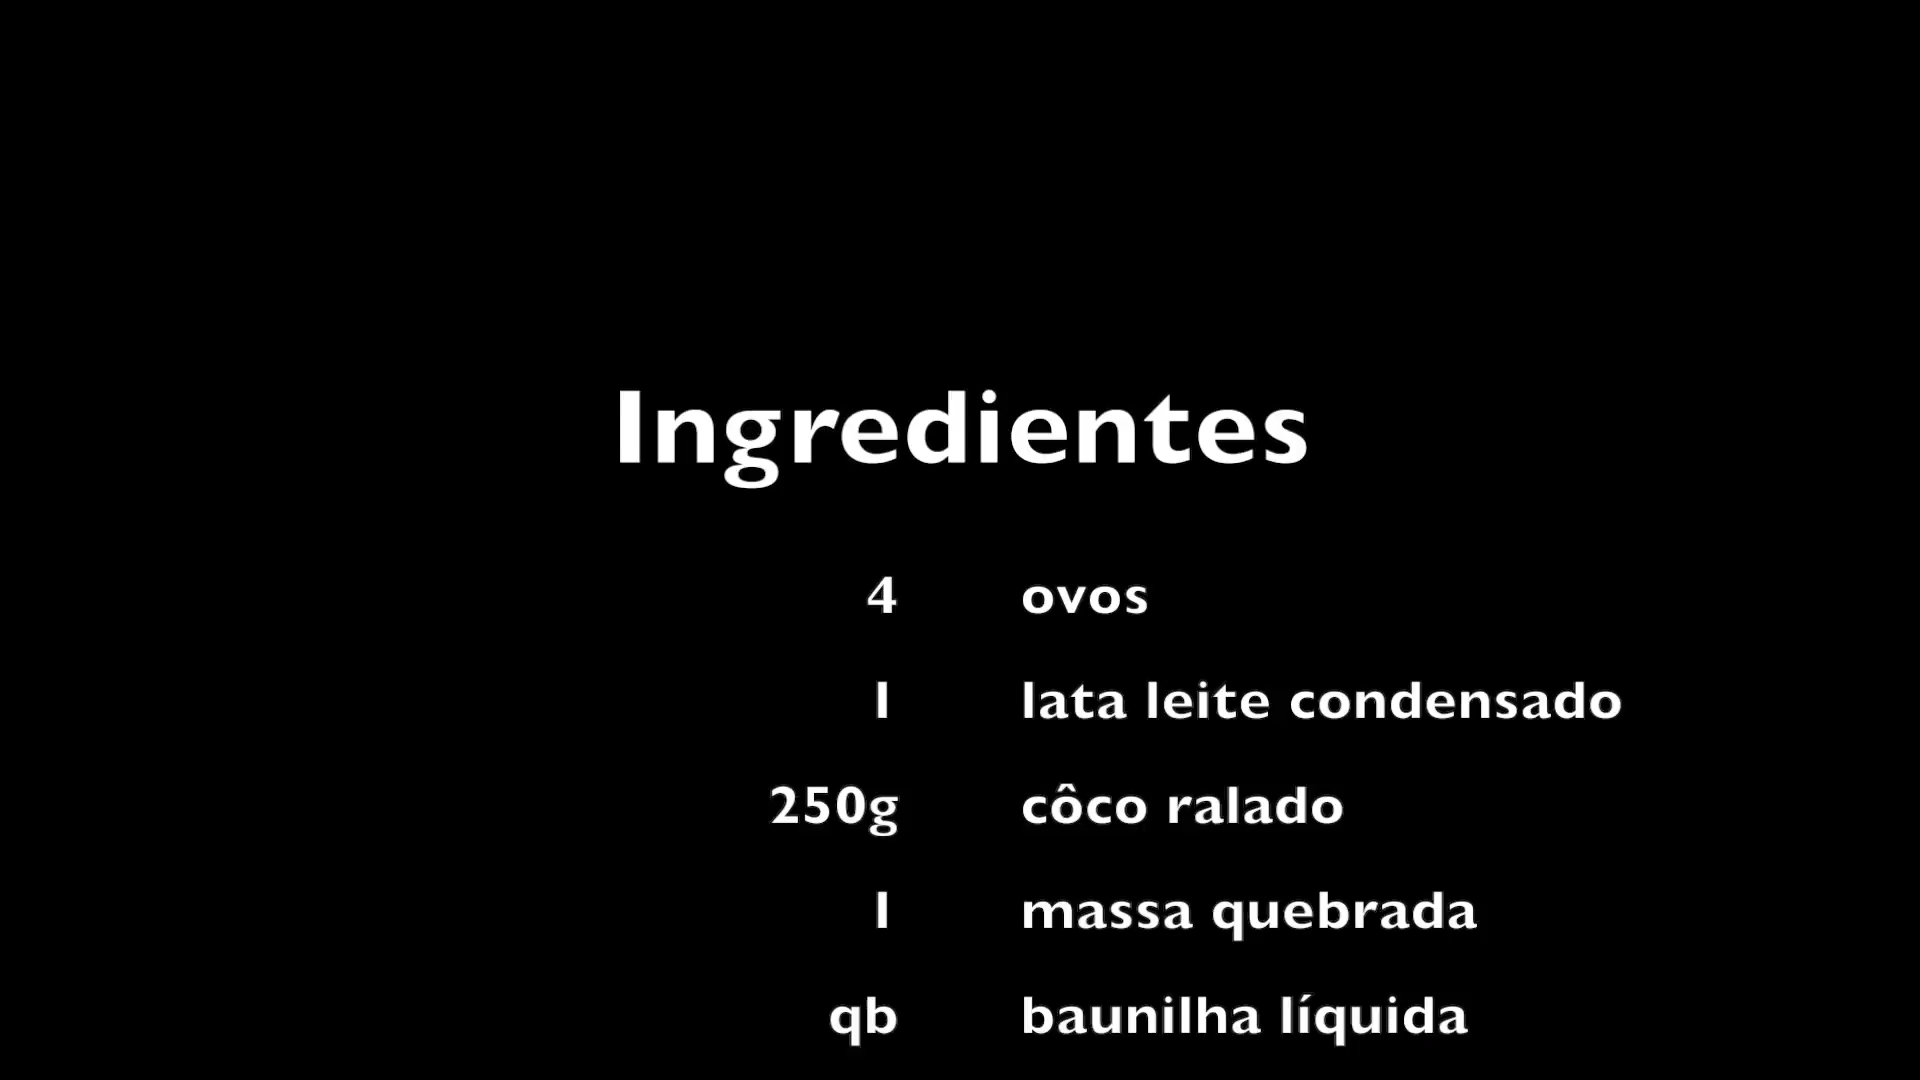 Ingredientes
4 ovos
1 lata leite condensado
250g côco ralado
1 massa quebrada
qb baunilha líquida